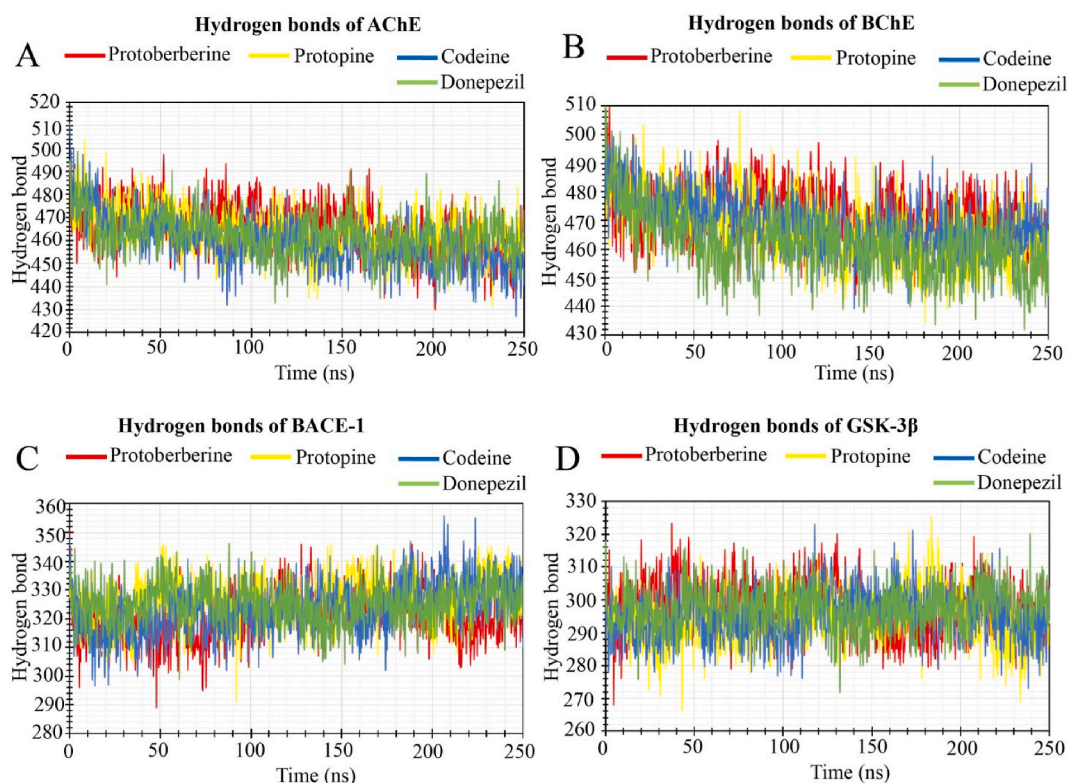 Hydrogen bonds of AChE
A
Protoberberine Protopine Codeine
Donepezil
Hydrogen bond
520
510
500
490
480
470
460
450
440
430
420
0 50 100 150 200 250
Time (ns)
Hydrogen bonds of BChE
B
Protoberberine Protopine Codeine
Donepezil
Hydrogen bond
510
500
490
480
470
460
450
440
430
0 50 100 150 200 250
Time (ns)
Hydrogen bonds of BACE-1
C
Protoberberine Protopine Codeine
Donepezil
Hydrogen bond
360
350
340
330
320
310
300
290
280
0 50 100 150 200 250
Time (ns)
Hydrogen bonds of GSK-3β
D
Protoberberine Protopine Codeine
Donepezil
Hydrogen bond
330
320
310
300
290
280
270
260
0 50 100 150 200 250
Time (ns)